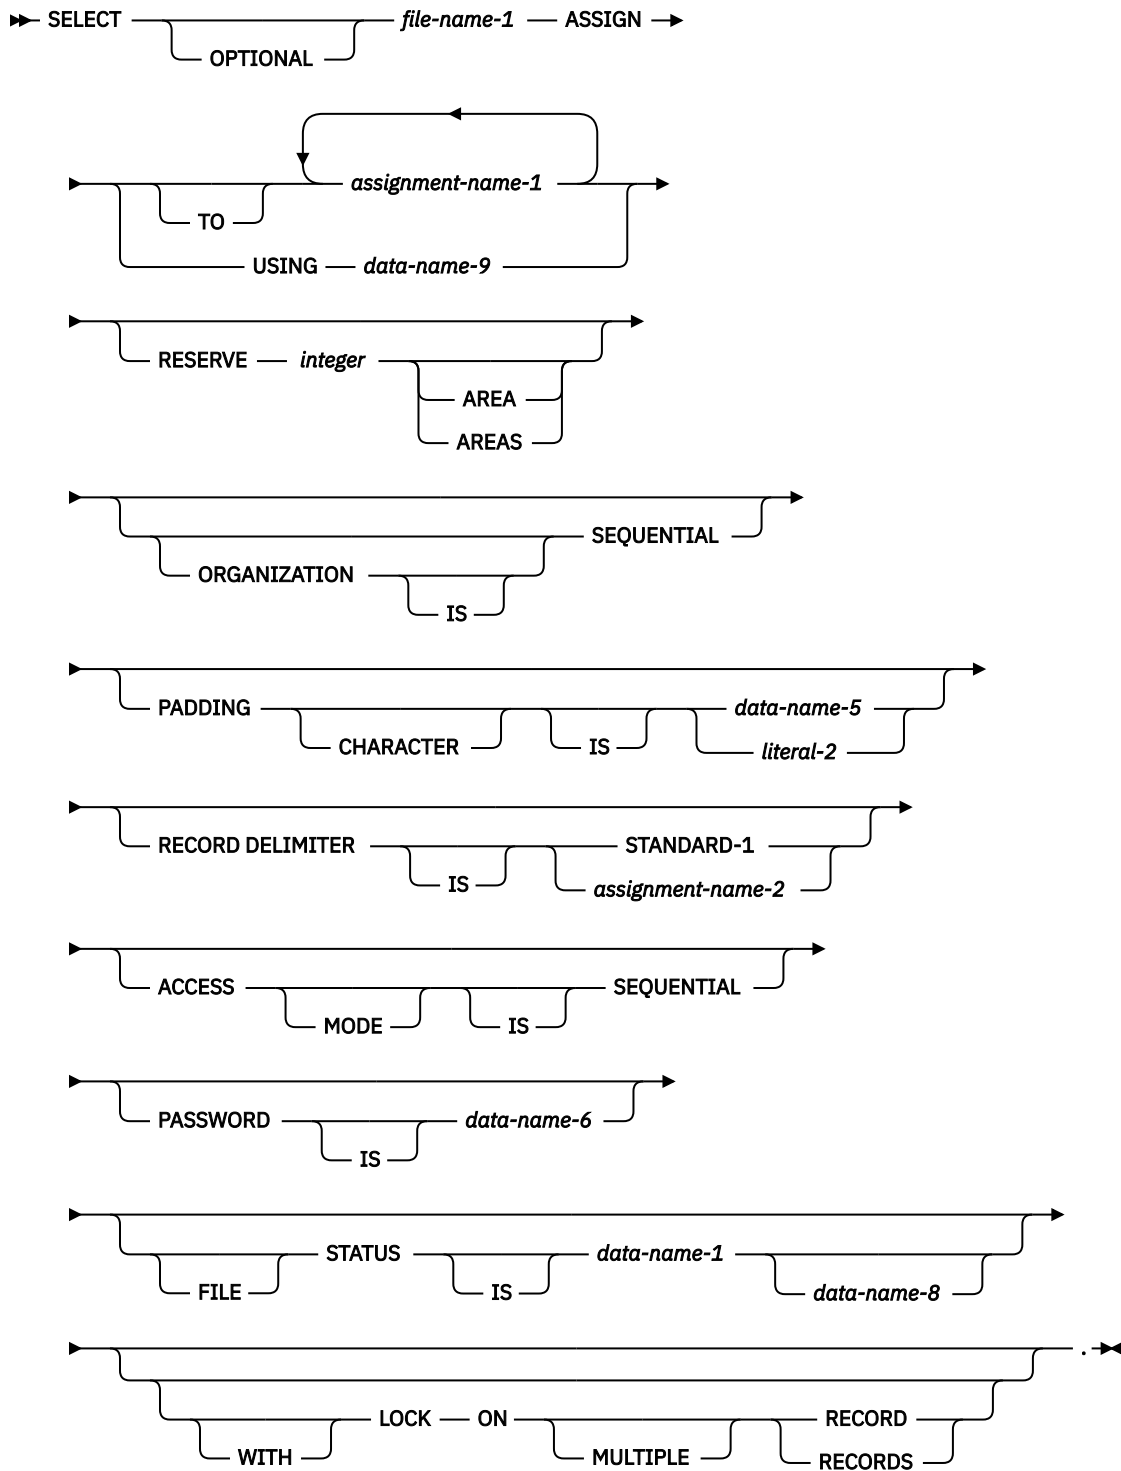 SELECT file-name-1 ASSIGN
OPTIONAL
assignment-name-1
TO
USING data-name-9
RESERVE integer
AREA
AREAS
SEQUENTIAL
ORGANIZATION
IS
PADDING data-name-5
CHARACTER IS literal-2
RECORD DELIMITER STANDARD-1
IS assignment-name-2
ACCESS SEQUENTIAL
MODE IS
PASSWORD data-name-6
IS
STATUS data-name-1
FILE IS data-name-8
.
LOCK ON RECORD
WITH MULTIPLE RECORDS